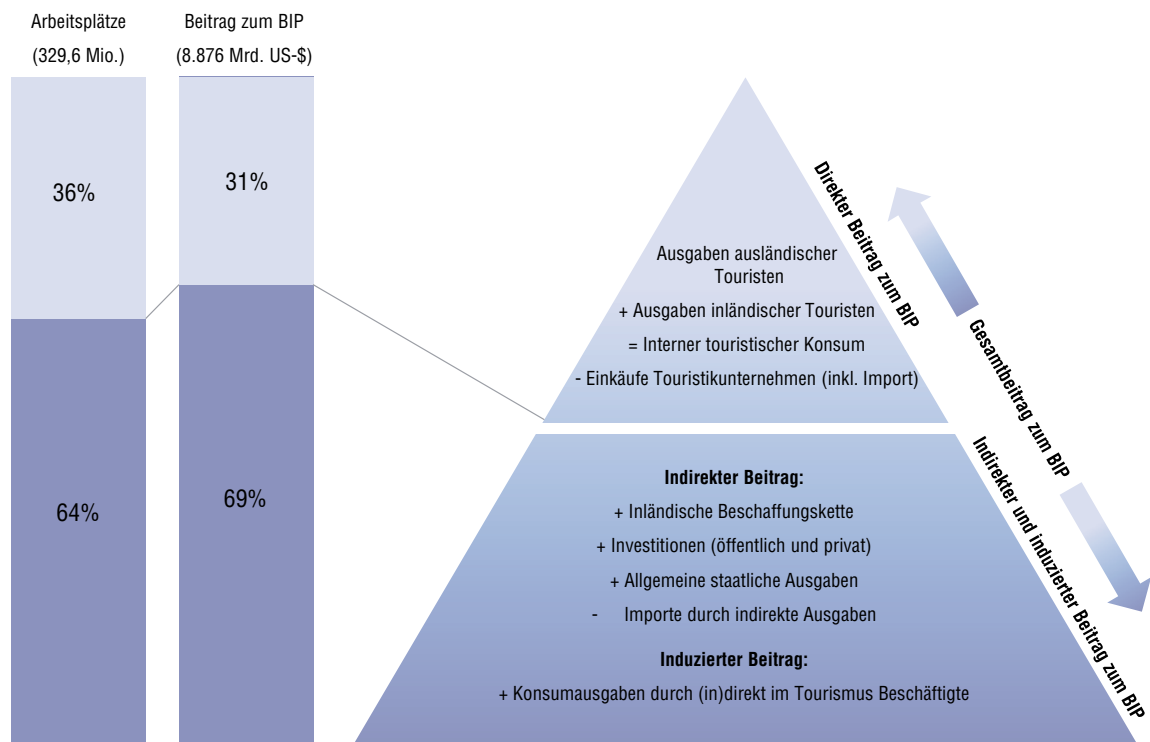 Arbeitsplätze
(329,6 Mio.)
Beitrag zum BIP
(8.876 Mrd. US-$)
36%
31%
64%
69%
Ausgaben ausländischer
Touristen
+ Ausgaben inländischer Touristen
= Interner touristischer Konsum
- Einkäufe Touristikunternehmen (inkl. Import)
Direkter Beitrag zum BIP
Gesamtbeitrag zum BIP
Indirekter Beitrag:
+ Inländische Beschaffungskette
+ Investitionen (öffentlich und privat)
+ Allgemeine staatliche Ausgaben
- Importe durch indirekte Ausgaben
Induzierter Beitrag:
+ Konsumausgaben durch (in)direkt im Tourismus Beschäftigte
Indirekter und induzierter Beitrag zum BIP